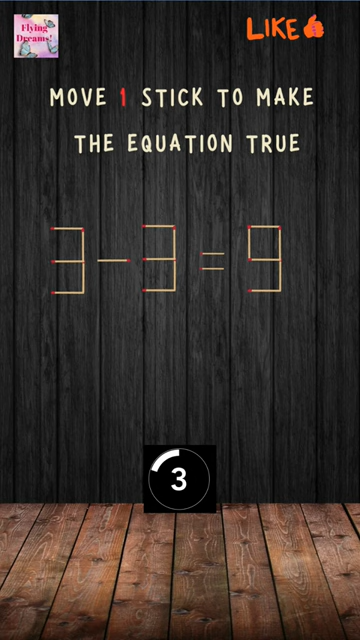 Flying
Dreams!
LIKE
MOVE 1 STICK TO MAKE
THE EQUATION TRUE
3-3=9
3